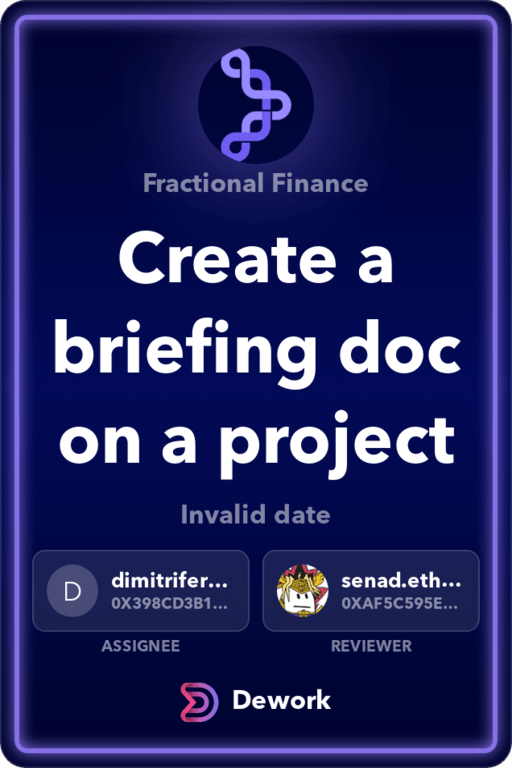 Fractional Finance
Create a
briefing doc
on a project
Invalid date
D
dimitrifer...
0X398CD3B1...
ASSIGNEE
senad.eth...
0XAF5C595E...
REVIEWER
Dework